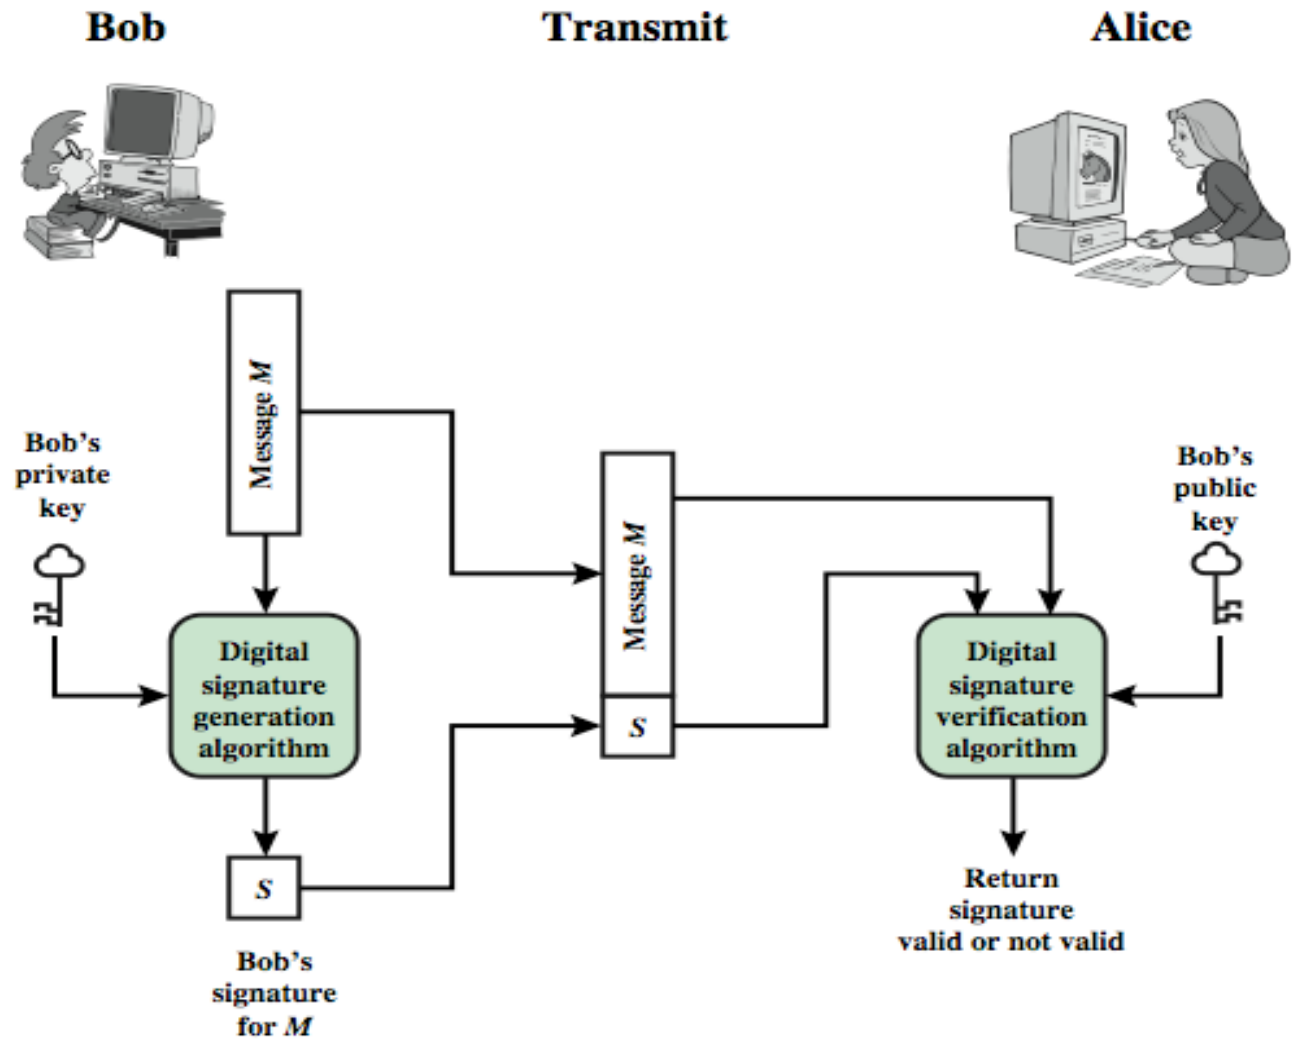 Bob
Transmit
Alice
Message M
Bob's
private
key
Digital
signature
generation
algorithm
S
Bob's
signature
for M
Message M
S
Bob's
public
key
Digital
signature
verification
algorithm
Return
signature
valid or not valid